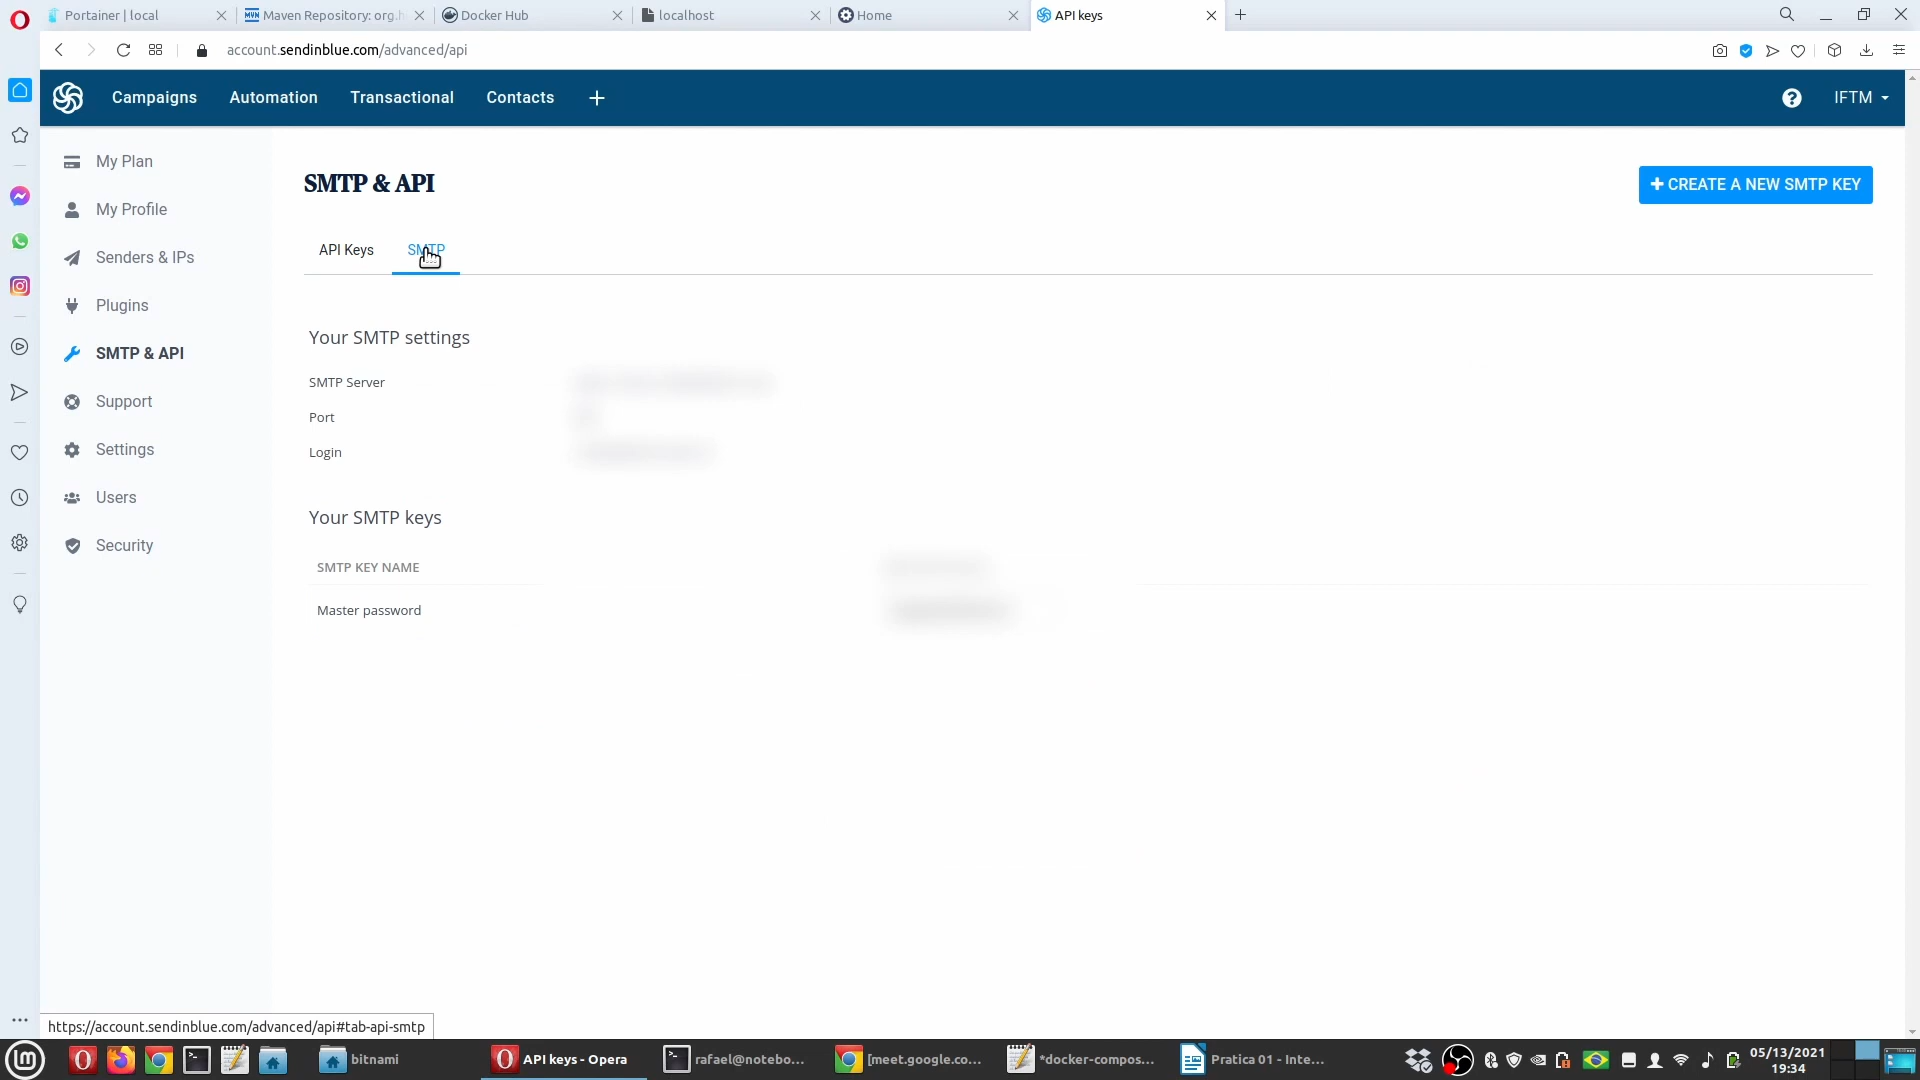 Portainer | local
Maven Repository: org.h
Docker Hub
localhost
Home
API keys
account.sendinblue.com/advanced/api
Campaigns
Automation
Transactional
Contacts
IFTM
My Plan
My Profile
Senders & IPs
Plugins
SMTP & API
Support
Settings
Users
Security
SMTP & API
+ CREATE A NEW SMTP KEY
API Keys
SMTP
Your SMTP settings
SMTP Server
Port
Login
Your SMTP keys
SMTP KEY NAME
Master password
https://account.sendinblue.com/advanced/api#tab-api-smtp
bitnami
API keys - Opera
rafael@notebo...
[meet.google.co...
*docker-compos...
Pratica 01 - Inte...
05/13/2021
19:34